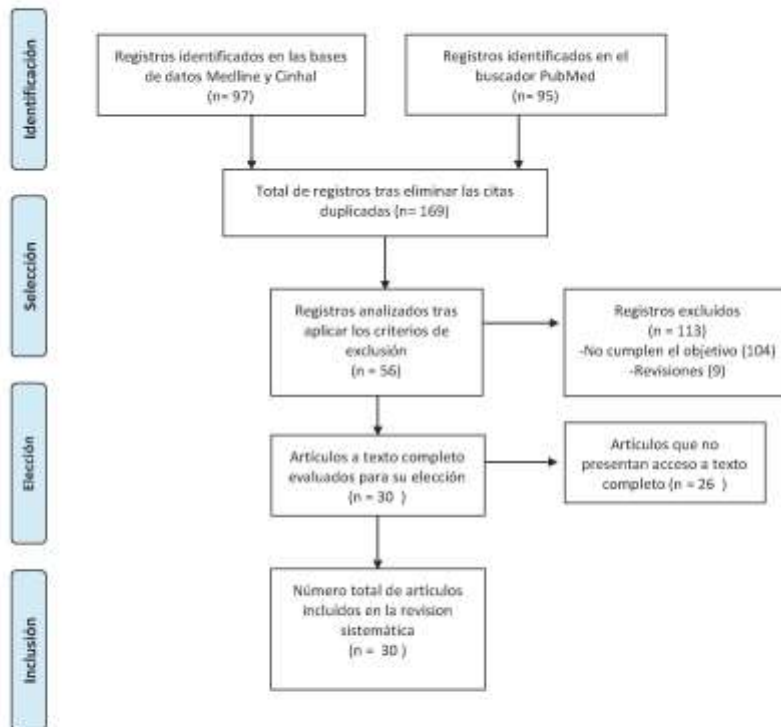 Identificación
Registros identificados en las bases
de datos Medline y Cinhal
(n= 97)
Registros identificados en el
buscador PubMed
(n= 95)
Total de registros tras eliminar las citas
duplicadas (n= 169)
Selección
Registros analizados tras
aplicar los criterios de
exclusión
(n = 56)
Registros excluidos
(n = 113)
-No cumplen el objetivo (104)
-Revisiones (9)
Elección
Artículos a texto completo
evaluados para su elección
(n = 30 )
Artículos que no
presentan acceso a texto
completo (n = 26 )
Inclusión
Número total de artículos
incluidos en la revision
sistemática
(n = 30 )